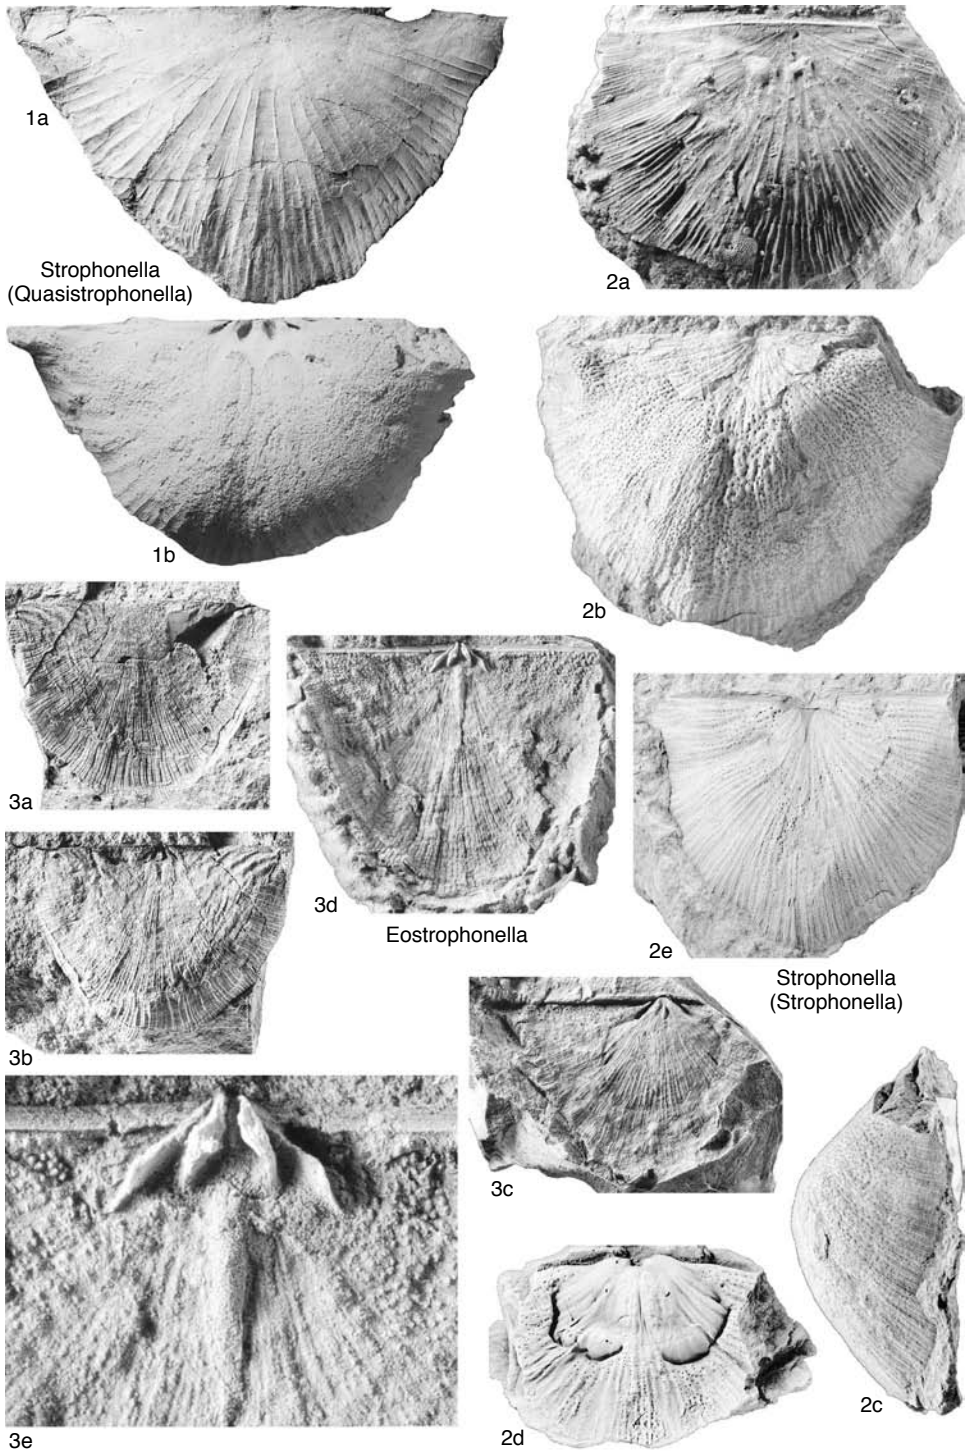 1a
Strophonella
(Quasistrophonella)
2a
1b
2b
3a
3d
Eostrophonella
2e
Strophonella
(Strophonella)
3b
3c
3e
2d
2c